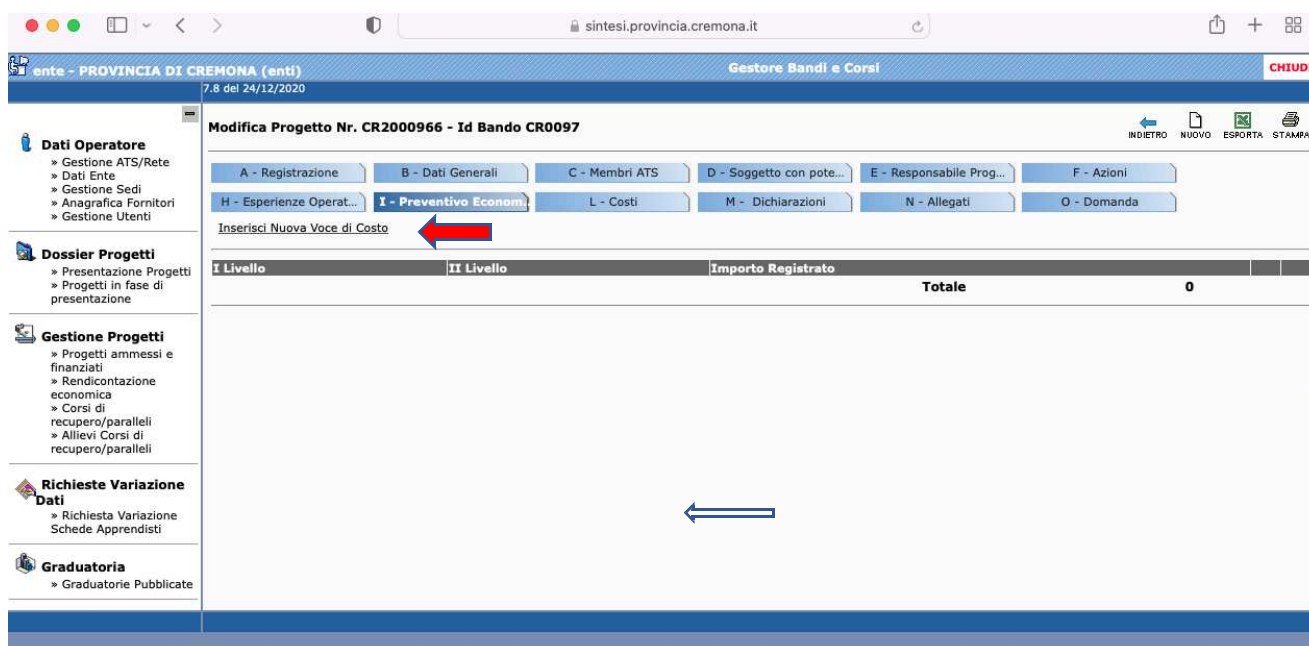 sintesi.provincia.cremona.it
ente - PROVINCIA DI CREMONA (enti)
Gestore Bandi e Corsi
7.8 del 24/12/2020
Modifica Progetto Nr. CR2000966 - Id Bando CR0097
INDIETRO NUOVO ESPORTA STAMPA
Dati Operatore
» Gestione ATS/Rete
» Dati Ente
» Gestione Sedi
» Anagrafica Fornitori
» Gestione Utenti
Dossier Progetti
» Presentazione Progetti
» Progetti in fase di
presentazione
Gestione Progetti
» Progetti ammessi e
finanziati
» Rendicontazione
economica
» Corsi di
recupero/paralleli
» Allievi Corsi di
recupero/paralleli
Richieste Variazione
Dati
» Richiesta Variazione
Schede Apprendisti
Graduatoria
» Graduatorie Pubblicate
A - Registrazione B - Dati Generali C - Membri ATS D - Soggetto con pote... E - Responsabile Prog... F - Azioni
H - Esperienze Operat... I - Preventivo Econom. L - Costi M - Dichiarazioni N - Allegati O - Domanda
Inserisci Nuova Voce di Costo
I Livello II Livello Importo Registrato
Totale 0